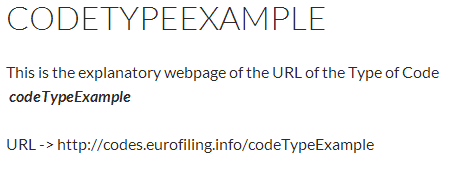 CODETYPEEXAMPLE
This is the explanatory webpage of the URL of the Type of Code
codeTypeExample
URL -> http://codes.eurofiling.info/codeTypeExample